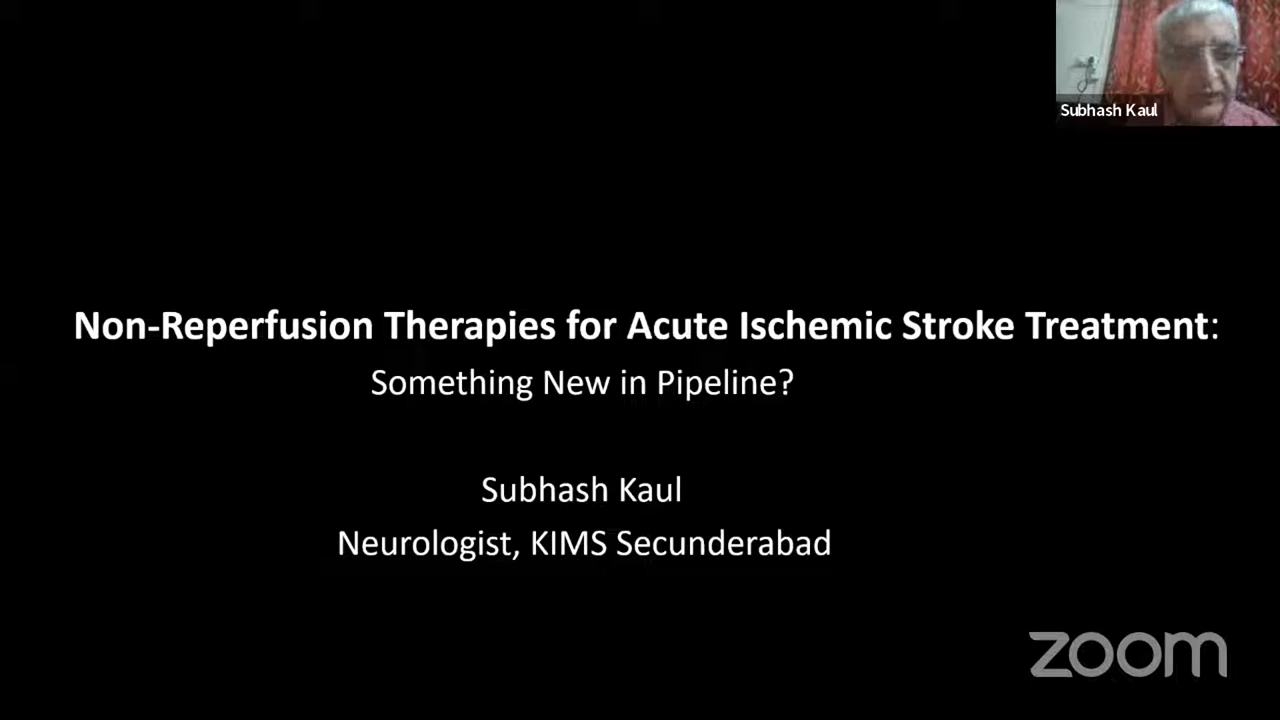 Subhash Kaul
Non-Reperfusion Therapies for Acute Ischemic Stroke Treatment:
Something New in Pipeline?
Subhash Kaul
Neurologist, KIMS Secunderabad
zoom